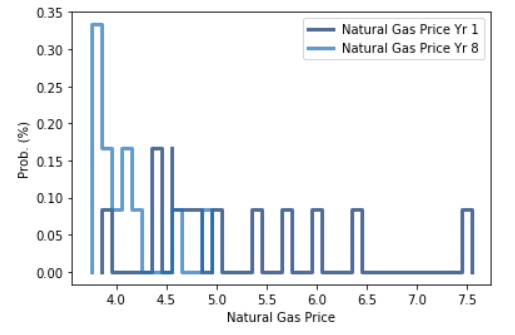 0.35
0.30
0.25
0.20
0.15
0.10
0.05
0.00
Prob. (%)
Natural Gas Price Yr 1
Natural Gas Price Yr 8
4.0 4.5 5.0 5.5 6.0 6.5 7.0 7.5
Natural Gas Price